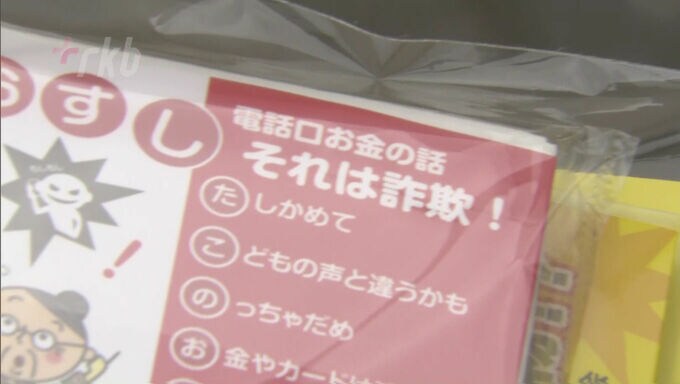 rkb
おすし
電話口お金の話
それは詐欺！
たしかめて
こどもの声と違うかも
のっちゃだめ
お金やカードは